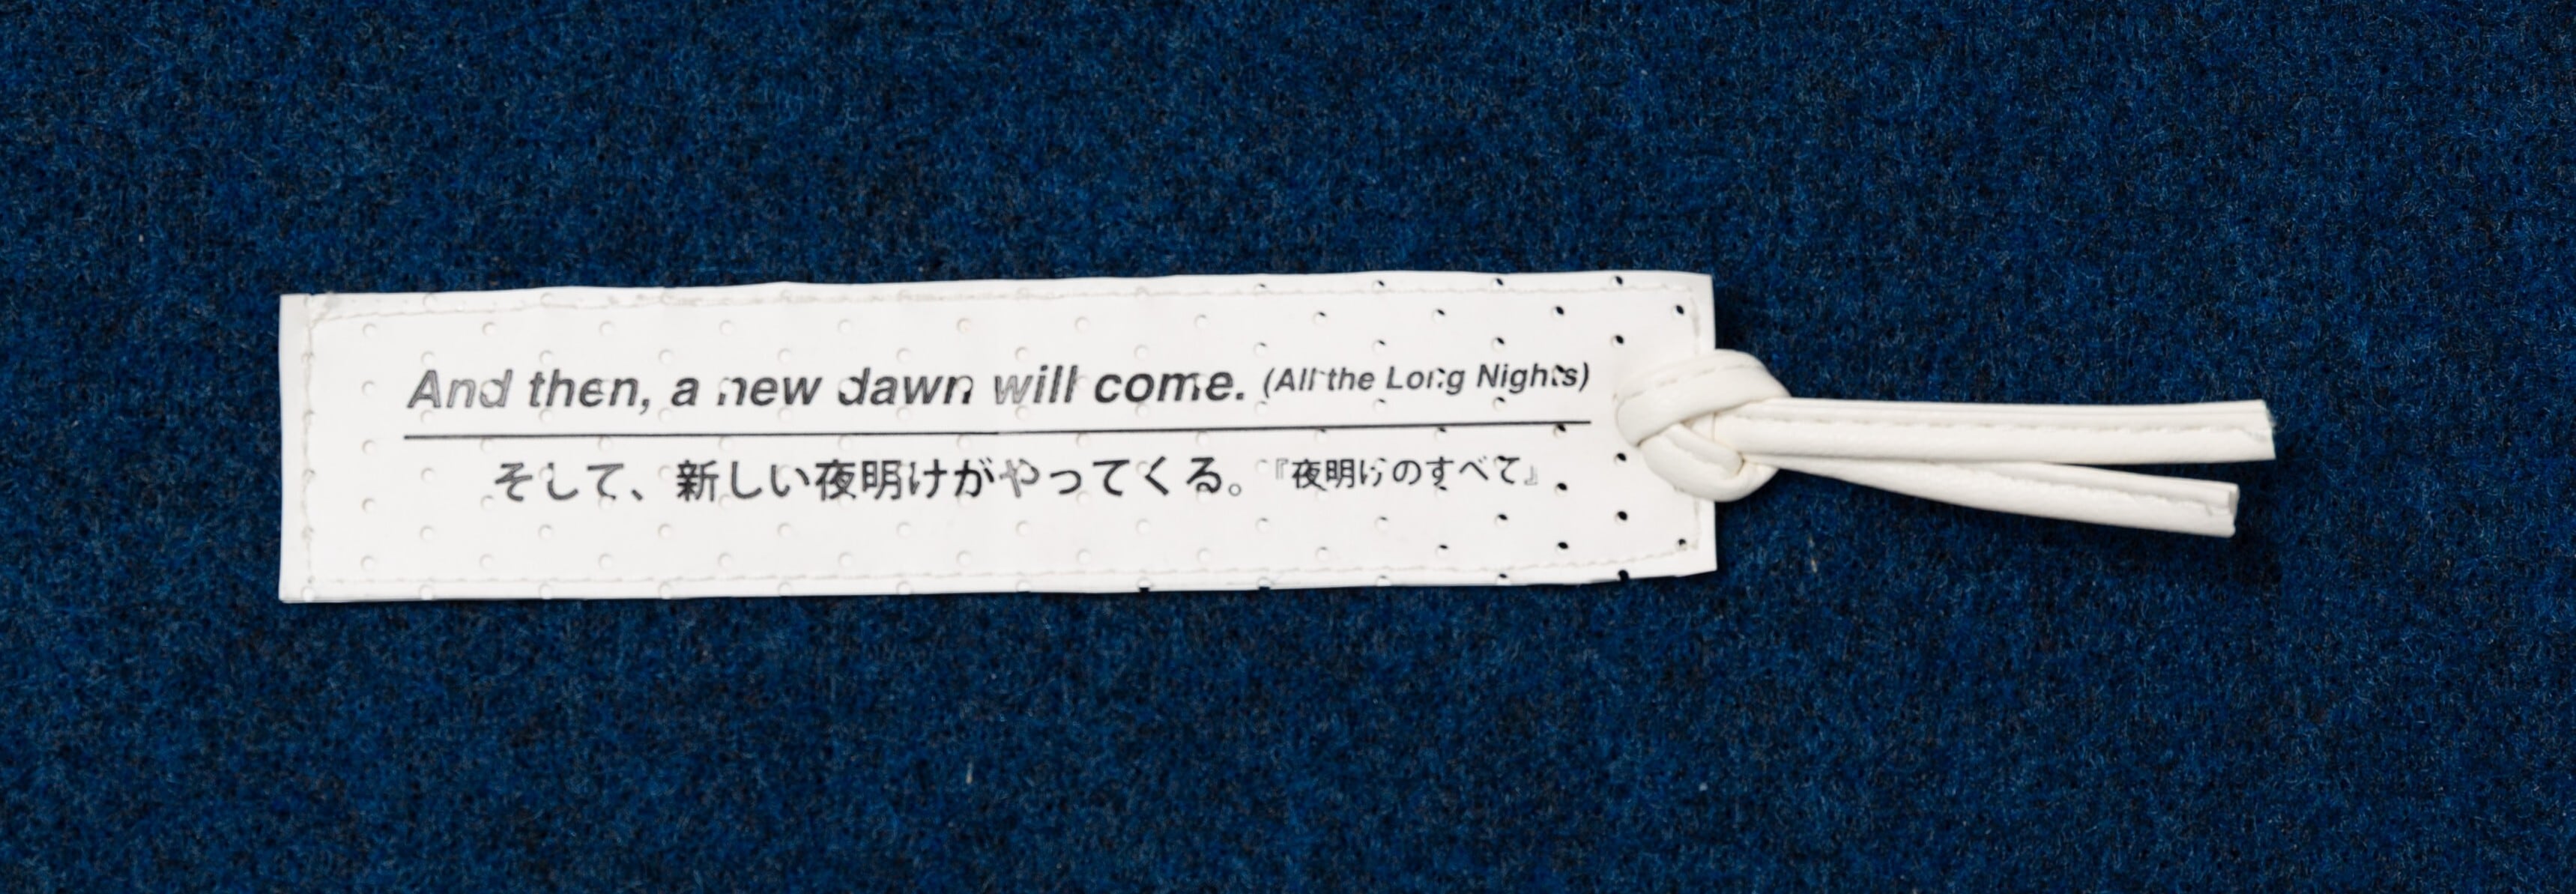 And then, a new dawn will come. (All the Long Nights)
そして、新しい夜明けがやってくる。『夜明けのすべて』